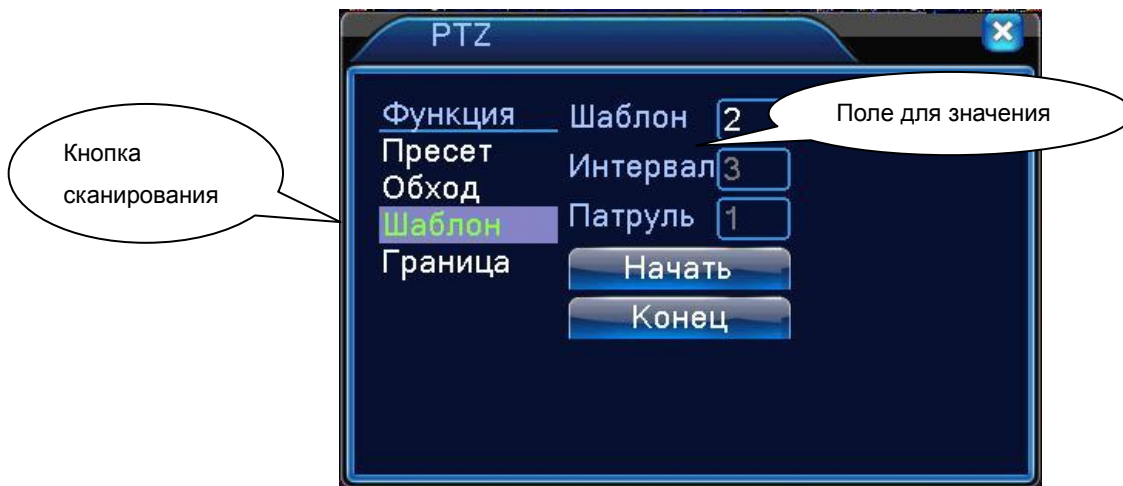 PTZ
Функция
Пресет
Обход
Шаблон
Граница
Шаблон 2
Интервал 3
Патруль 1
Начать
Конец
Кнопка
сканирования
Поле для значения